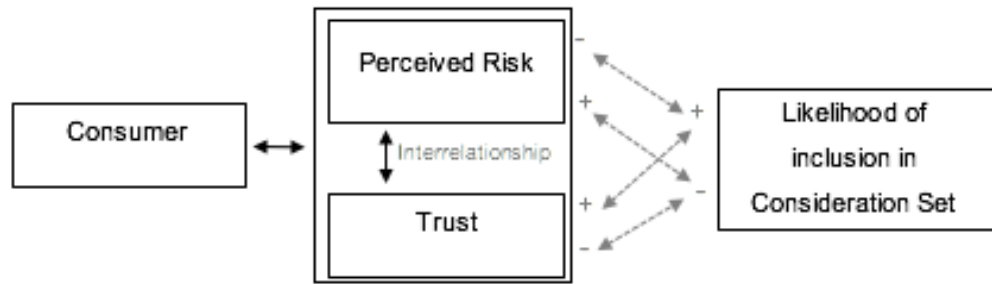 Perceived Risk
Consumer
Interrelationship
Trust
Likelihood of
inclusion in
Consideration Set
-
+
+
-
+
-